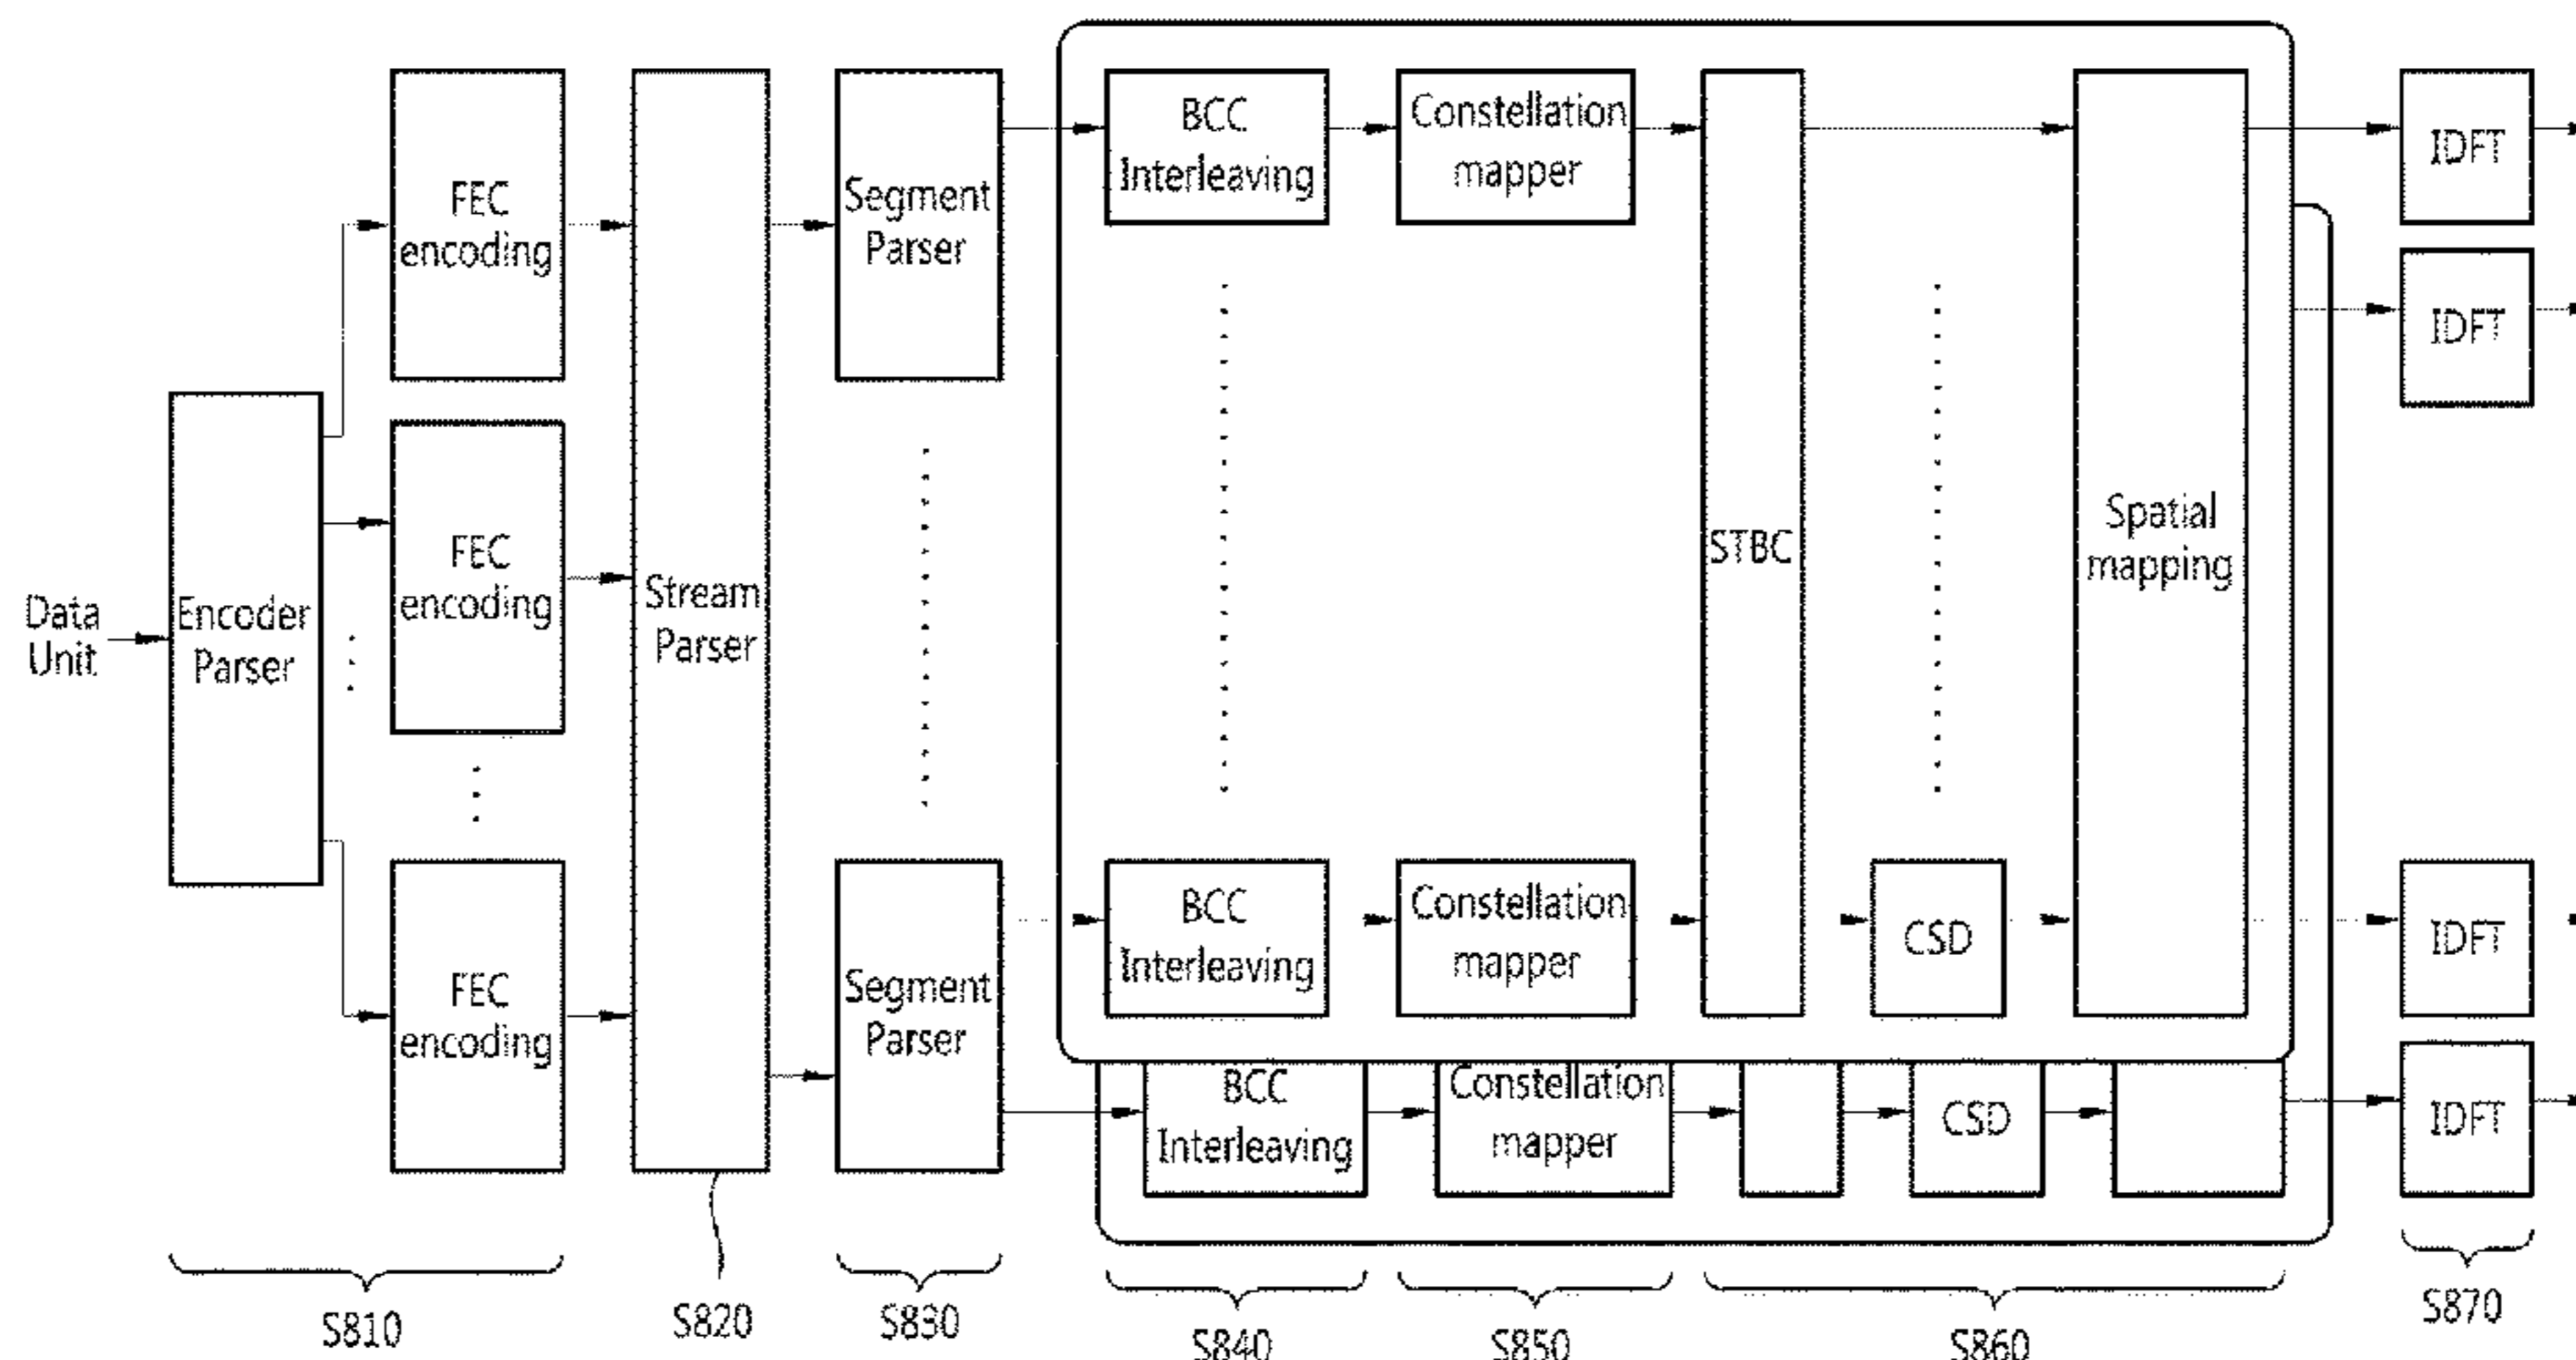 Data
Unit
Encoder
Parser
FEC
encoding
FEC
encoding
FEC
encoding
Stream
Parser
Segment
Parser
Segment
Parser
BCC
Interleaving
Constellation
mapper
STBC
Spatial
mapping
BCC
Interleaving
Constellation
mapper
CSD
BCC
Interleaving
Constellation
mapper
CSD
IDFT
IDFT
IDFT
IDFT
S810
S820
S830
S840
S850
S860
S870